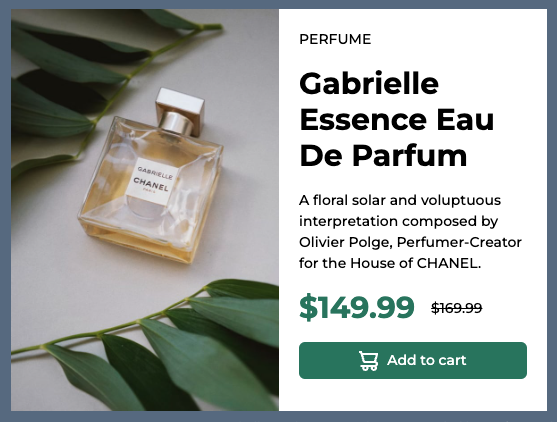 GABRIELLE
CHANEL
PARIS
PERFUME
Gabrielle
Essence Eau
De Parfum
A floral solar and voluptuous
interpretation composed by
Olivier Polge, Perfumer-Creator
for the House of CHANEL.
$149.99 $169.99
Add to cart